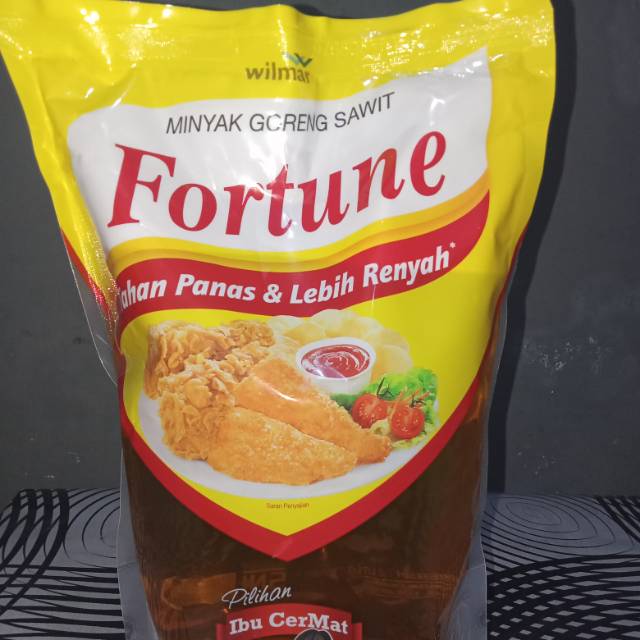 wilmar
MINYAK GORENG SAWIT
Fortune
Tahan Panas & Lebih Renyah*
Saran Penyajian
Pilihan
Ibu CerMat